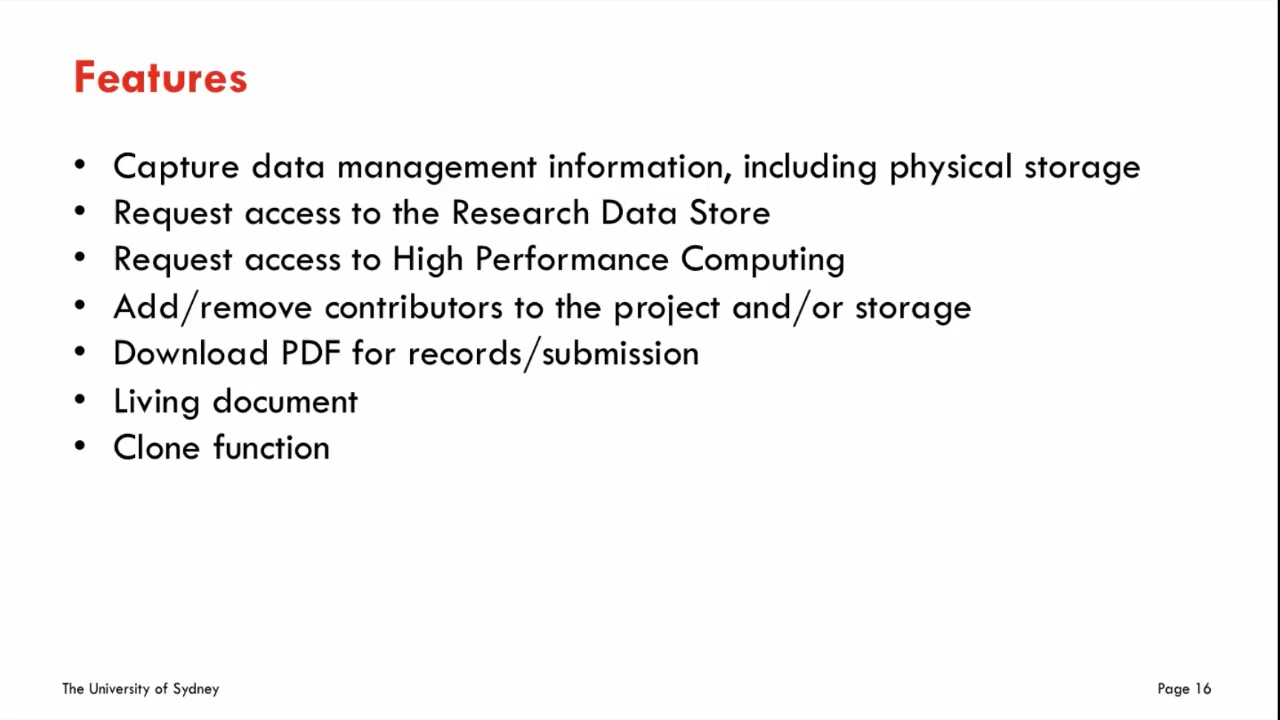 Features
• Capture data management information, including physical storage
• Request access to the Research Data Store
• Request access to High Performance Computing
• Add/remove contributors to the project and/or storage
• Download PDF for records/submission
• Living document
• Clone function
The University of Sydney
Page 16